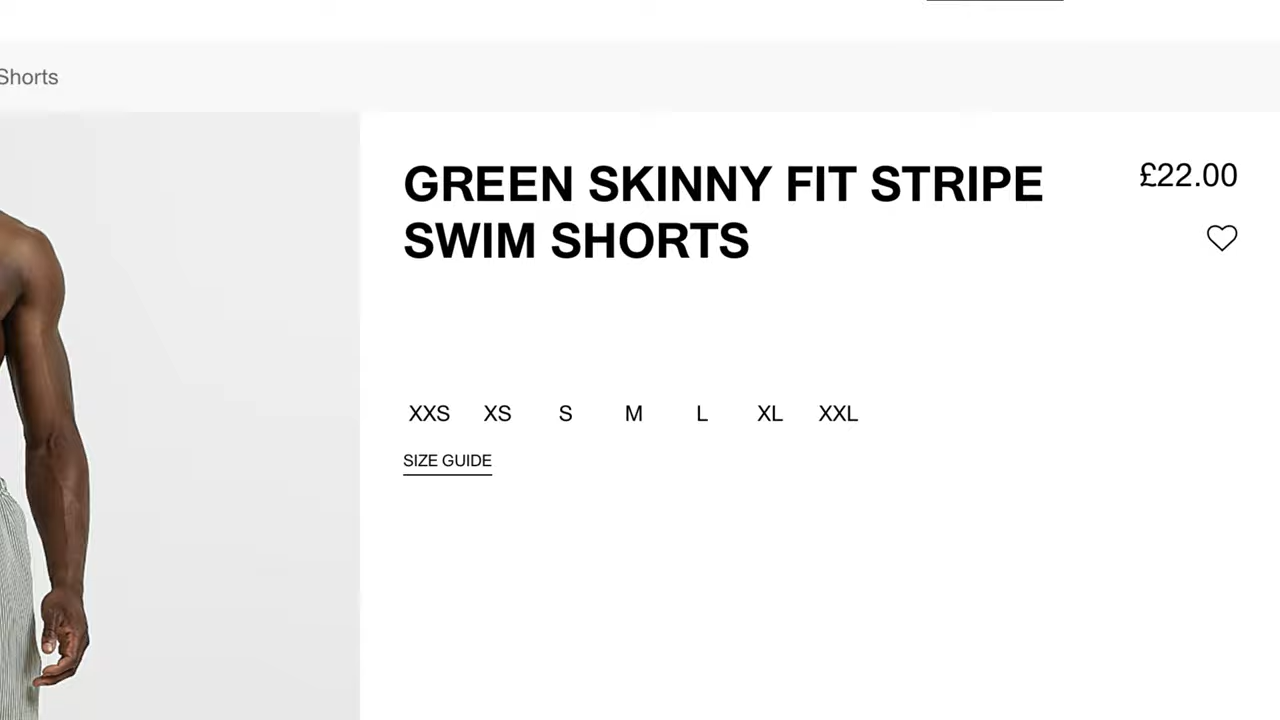 Shorts
GREEN SKINNY FIT STRIPE £22.00
SWIM SHORTS
XXS XS S M L XL XXL
SIZE GUIDE